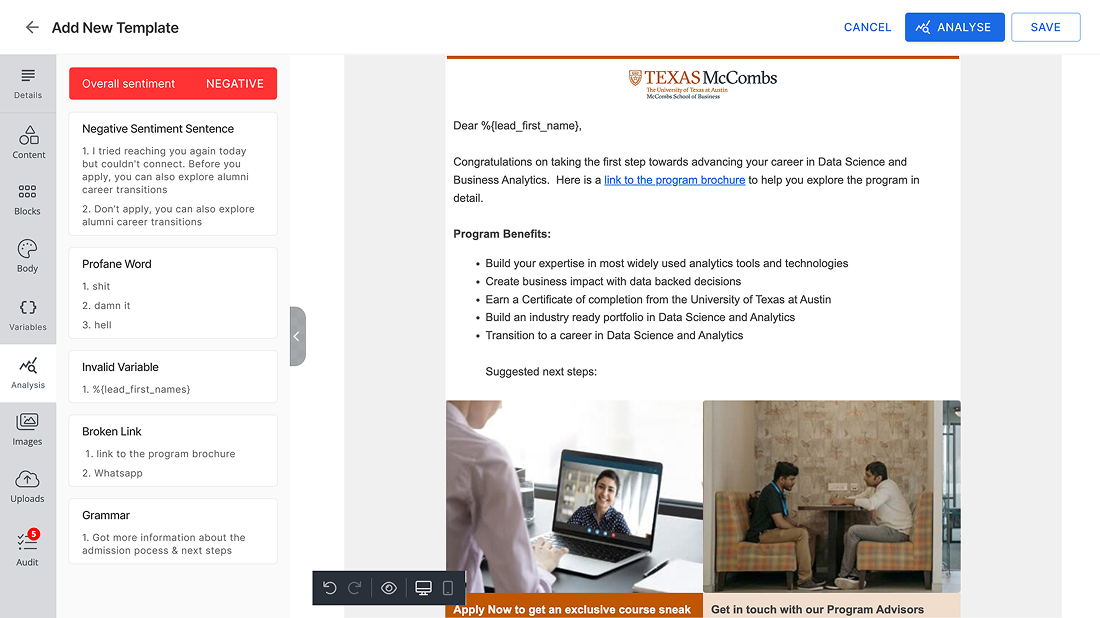 Add New Template
CANCEL
ANALYSE
SAVE
Details
Content
Blocks
Body
Variables
Analysis
Images
Uploads
5
Audit
Overall sentiment NEGATIVE
Negative Sentiment Sentence
1. I tried reaching you again today
but couldn't connect. Before you
apply, you can also explore alumni
career transitions
2. Don't apply, you can also explore
alumni career transitions
Profane Word
1. shit
2. damn it
3. hell
Invalid Variable
1. %{lead_first_names}
Broken Link
1. link to the program brochure
2. Whatsapp
Grammar
1. Got more information about the
admission pocess & next steps
TEXAS McCombs
The University of Texas at Austin
McCombs School of Business
Dear %{lead_first_name},
Congratulations on taking the first step towards advancing your career in Data Science and
Business Analytics. Here is a link to the program brochure to help you explore the program in
detail.
Program Benefits:
• Build your expertise in most widely used analytics tools and technologies
• Create business impact with data backed decisions
• Earn a Certificate of completion from the University of Texas at Austin
• Build an industry ready portfolio in Data Science and Analytics
• Transition to a career in Data Science and Analytics
Suggested next steps:
Apply Now to get an exclusive course sneak
Get in touch with our Program Advisors